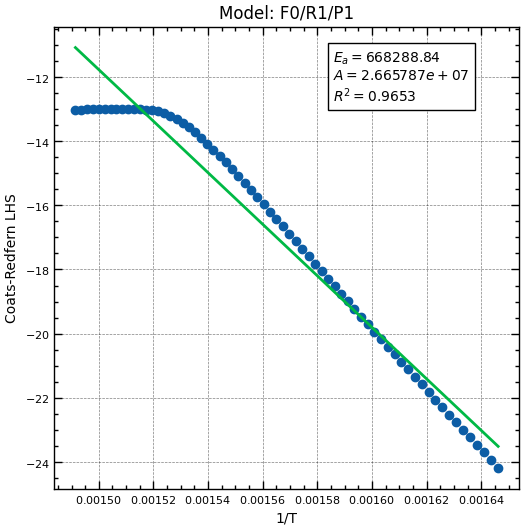 Model: F0/R1/P1
Eₐ = 668288.84
A = 2.665787e + 07
R² = 0.9653
−12
−14
−16
−18
−20
−22
−24
Coats-Redfern LHS
0.00150 0.00152 0.00154 0.00156 0.00158 0.00160 0.00162 0.00164
1/T